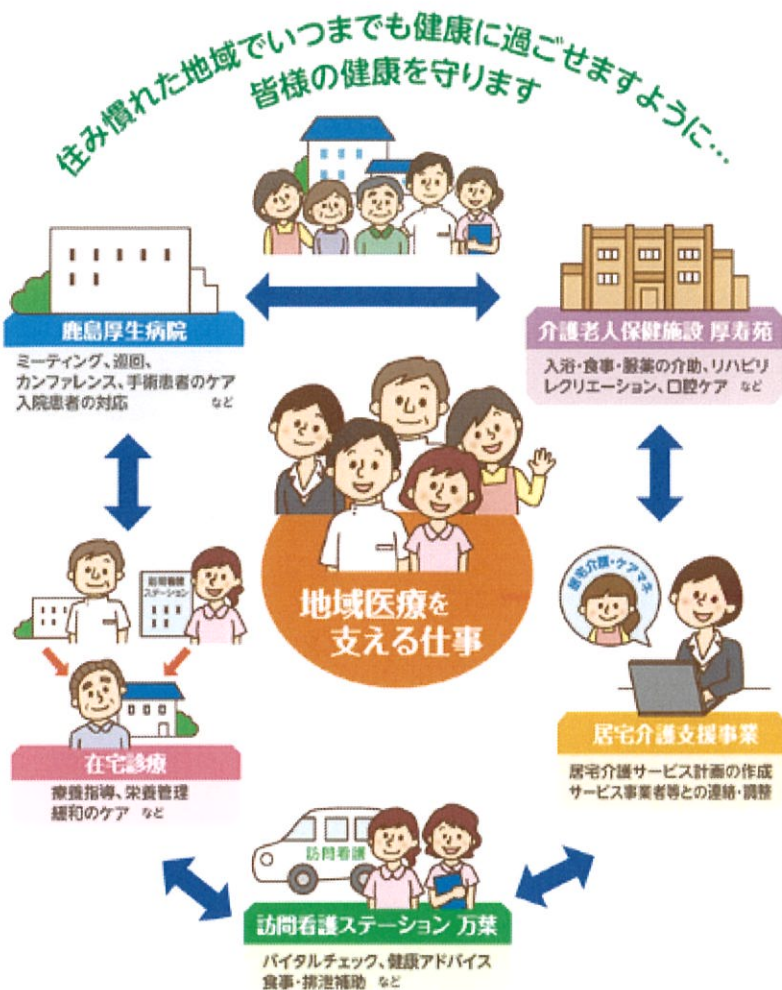 住み慣れた地域でいつまでも健康に過ごせますように…
皆様の健康を守ります
鹿島厚生病院
ミーティング、巡回、
カンファレンス、手術患者のケア
入院患者の対応 など
介護老人保健施設 厚寿苑
入浴・食事・服薬の介助、リハビリ
レクリエーション、口腔ケア など
地域医療を
支える仕事
訪問看護
ステーション
在宅診療
療養指導、栄養管理
緩和のケア など
居宅介護・ケアマネ
居宅介護支援事業
居宅介護サービス計画の作成
サービス事業者等との連絡・調整
訪問看護
訪問看護ステーション 万葉
バイタルチェック、健康アドバイス
食事・排泄補助 など